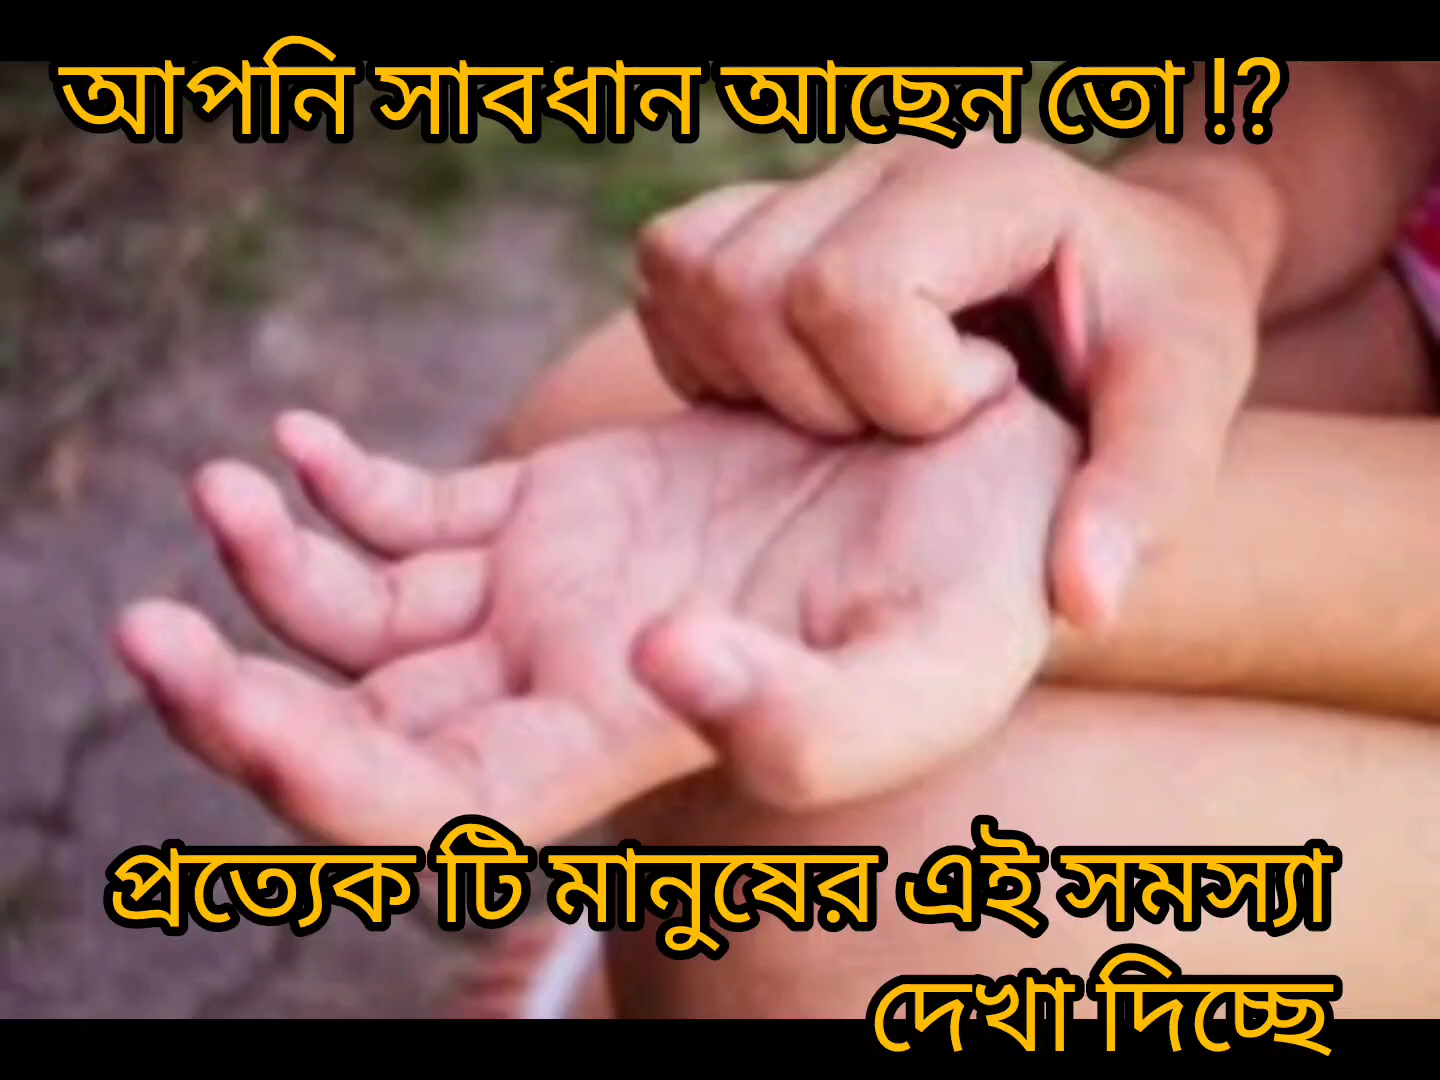 আপনি সাবধান আছেন তো !?
প্রত্যেক টি মানুষের এই সমস্যা
দেখা দিচ্ছে